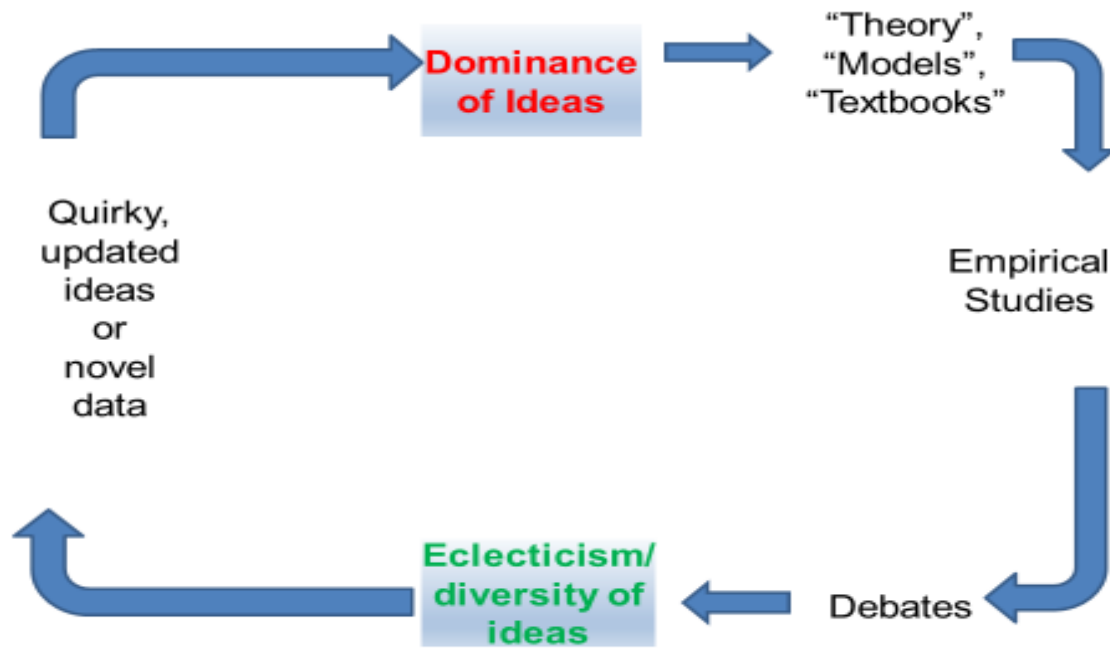 Dominance
of Ideas
“Theory”,
“Models”,
“Textbooks”
Empirical
Studies
Debates
Eclecticism/
diversity of
ideas
Quirky,
updated
ideas
or
novel
data